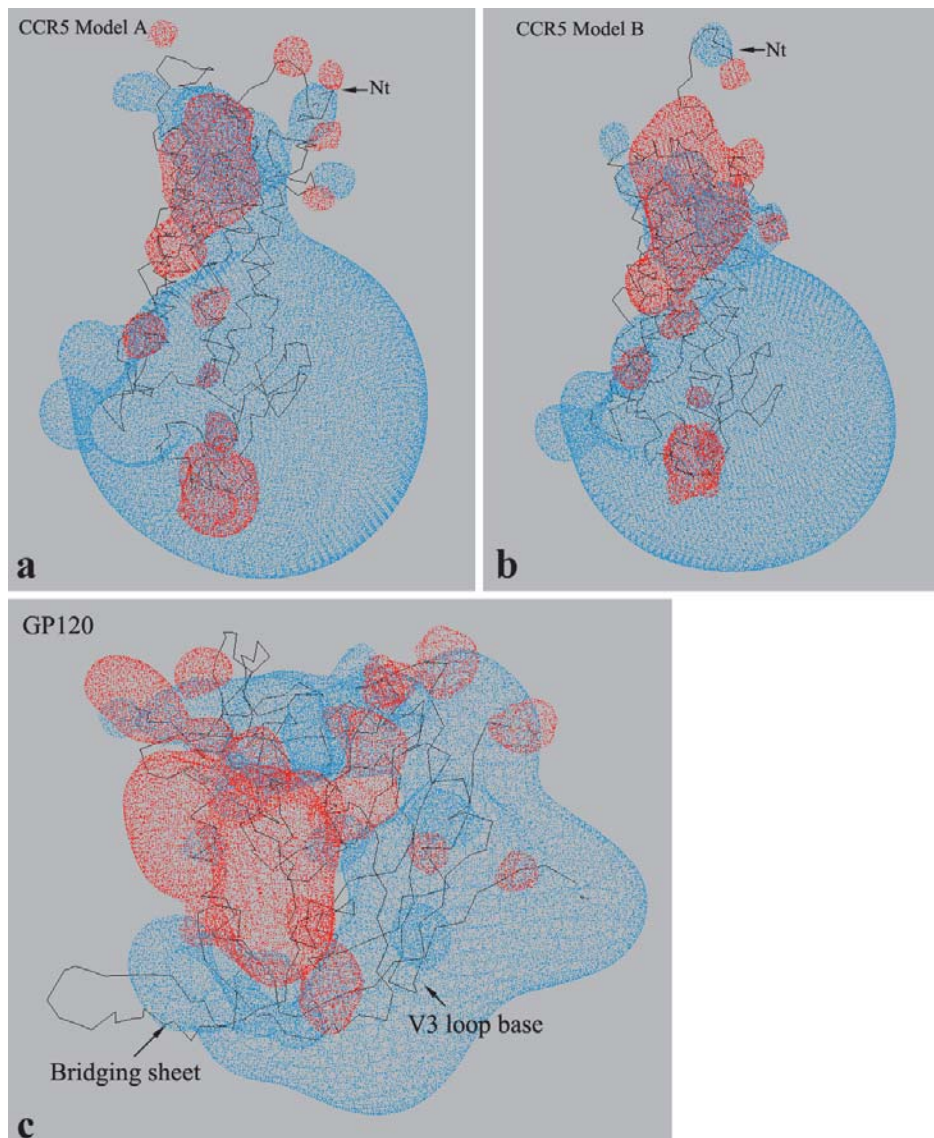 CCR5 Model A
Nt
a
CCR5 Model B
Nt
b
GP120
V3 loop base
Bridging sheet
c